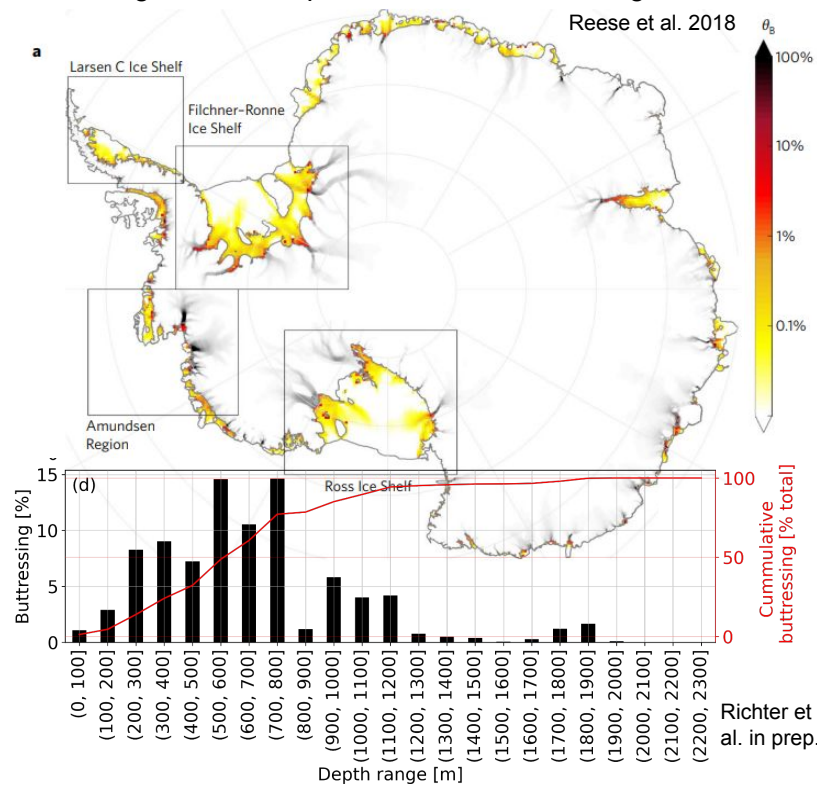 Reese et al. 2018
θB
a
100%
Larsen C Ice Shelf
Filchner–Ronne
Ice Shelf
10%
1%
0.1%
Amundsen
Region
Ross Ice Shelf
(d)
15
10
5
0
Buttressing [%]
100
50
0
Cummulative
buttressing [% total]
(0, 100]
(100, 200]
(200, 300]
(300, 400]
(400, 500]
(500, 600]
(600, 700]
(700, 800]
(800, 900]
(900, 1000]
(1000, 1100]
(1100, 1200]
(1200, 1300]
(1300, 1400]
(1400, 1500]
(1500, 1600]
(1600, 1700]
(1700, 1800]
(1800, 1900]
(1900, 2000]
(2000, 2100]
(2100, 2200]
(2200, 2300]
Depth range [m]
Richter et
al. in prep.